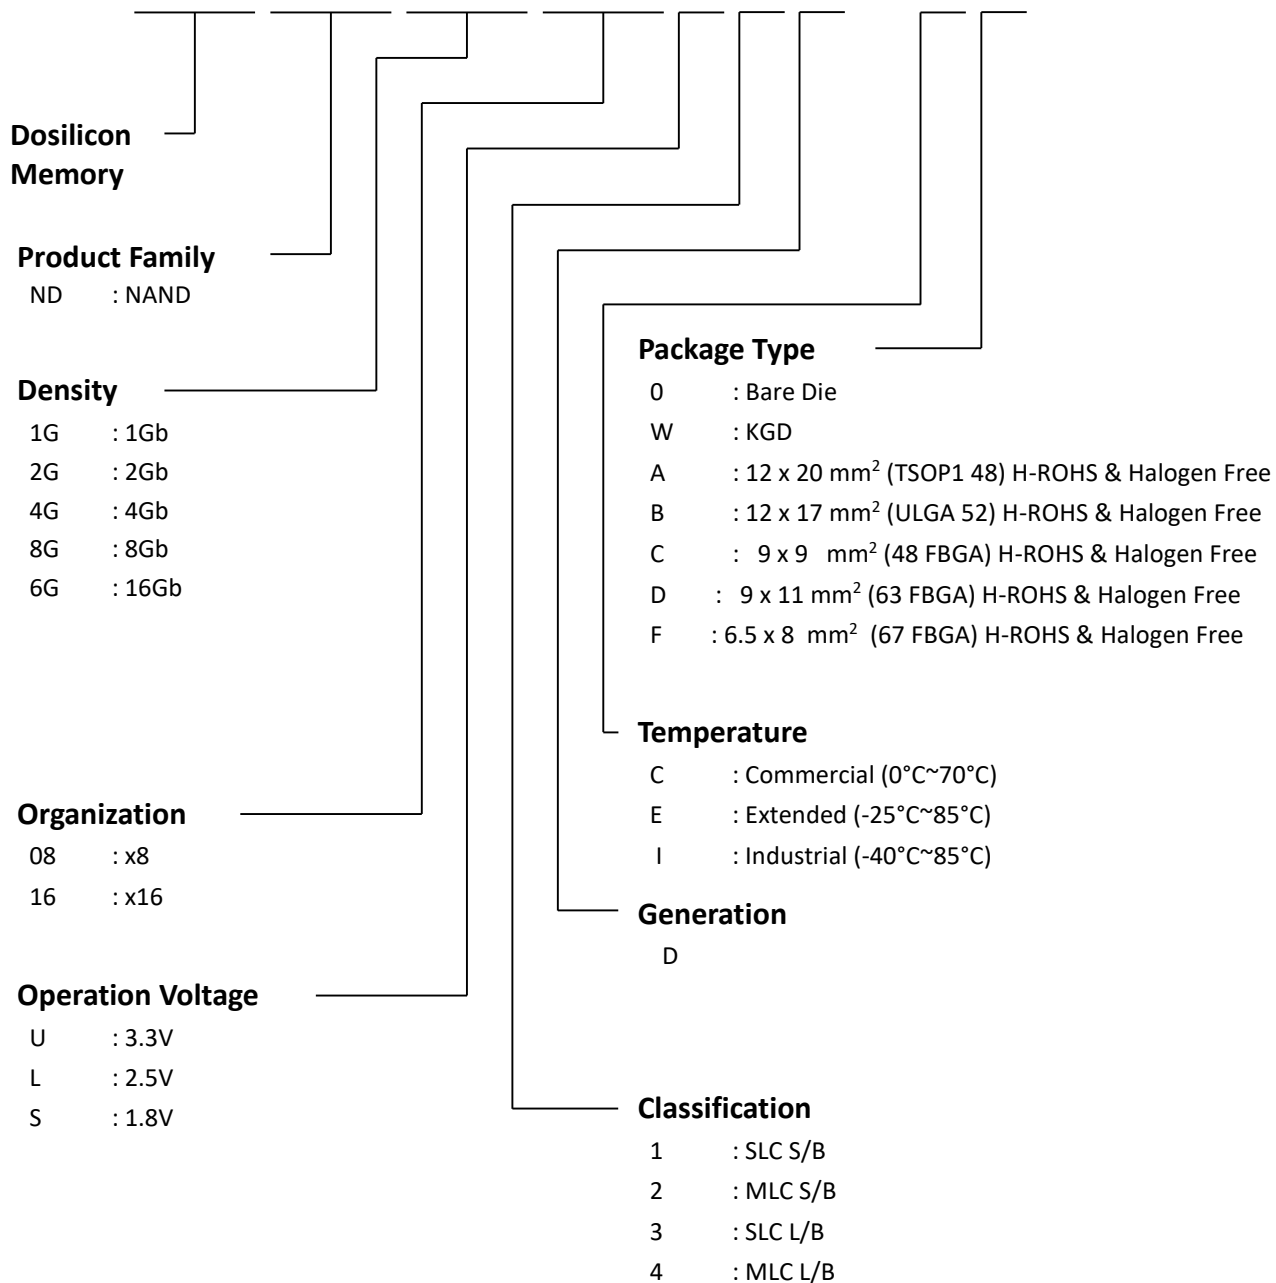 Dosilicon
Memory
Product Family
ND : NAND
Density
1G : 1Gb
2G : 2Gb
4G : 4Gb
8G : 8Gb
6G : 16Gb
Organization
08 : x8
16 : x16
Operation Voltage
U : 3.3V
L : 2.5V
S : 1.8V
Package Type
0 : Bare Die
W : KGD
A : 12 x 20 mm² (TSOP1 48) H-ROHS & Halogen Free
B : 12 x 17 mm² (ULGA 52) H-ROHS & Halogen Free
C : 9 x 9 mm² (48 FBGA) H-ROHS & Halogen Free
D : 9 x 11 mm² (63 FBGA) H-ROHS & Halogen Free
F : 6.5 x 8 mm² (67 FBGA) H-ROHS & Halogen Free
Temperature
C : Commercial (0°C~70°C)
E : Extended (-25°C~85°C)
I : Industrial (-40°C~85°C)
Generation
D
Classification
1 : SLC S/B
2 : MLC S/B
3 : SLC L/B
4 : MLC L/B